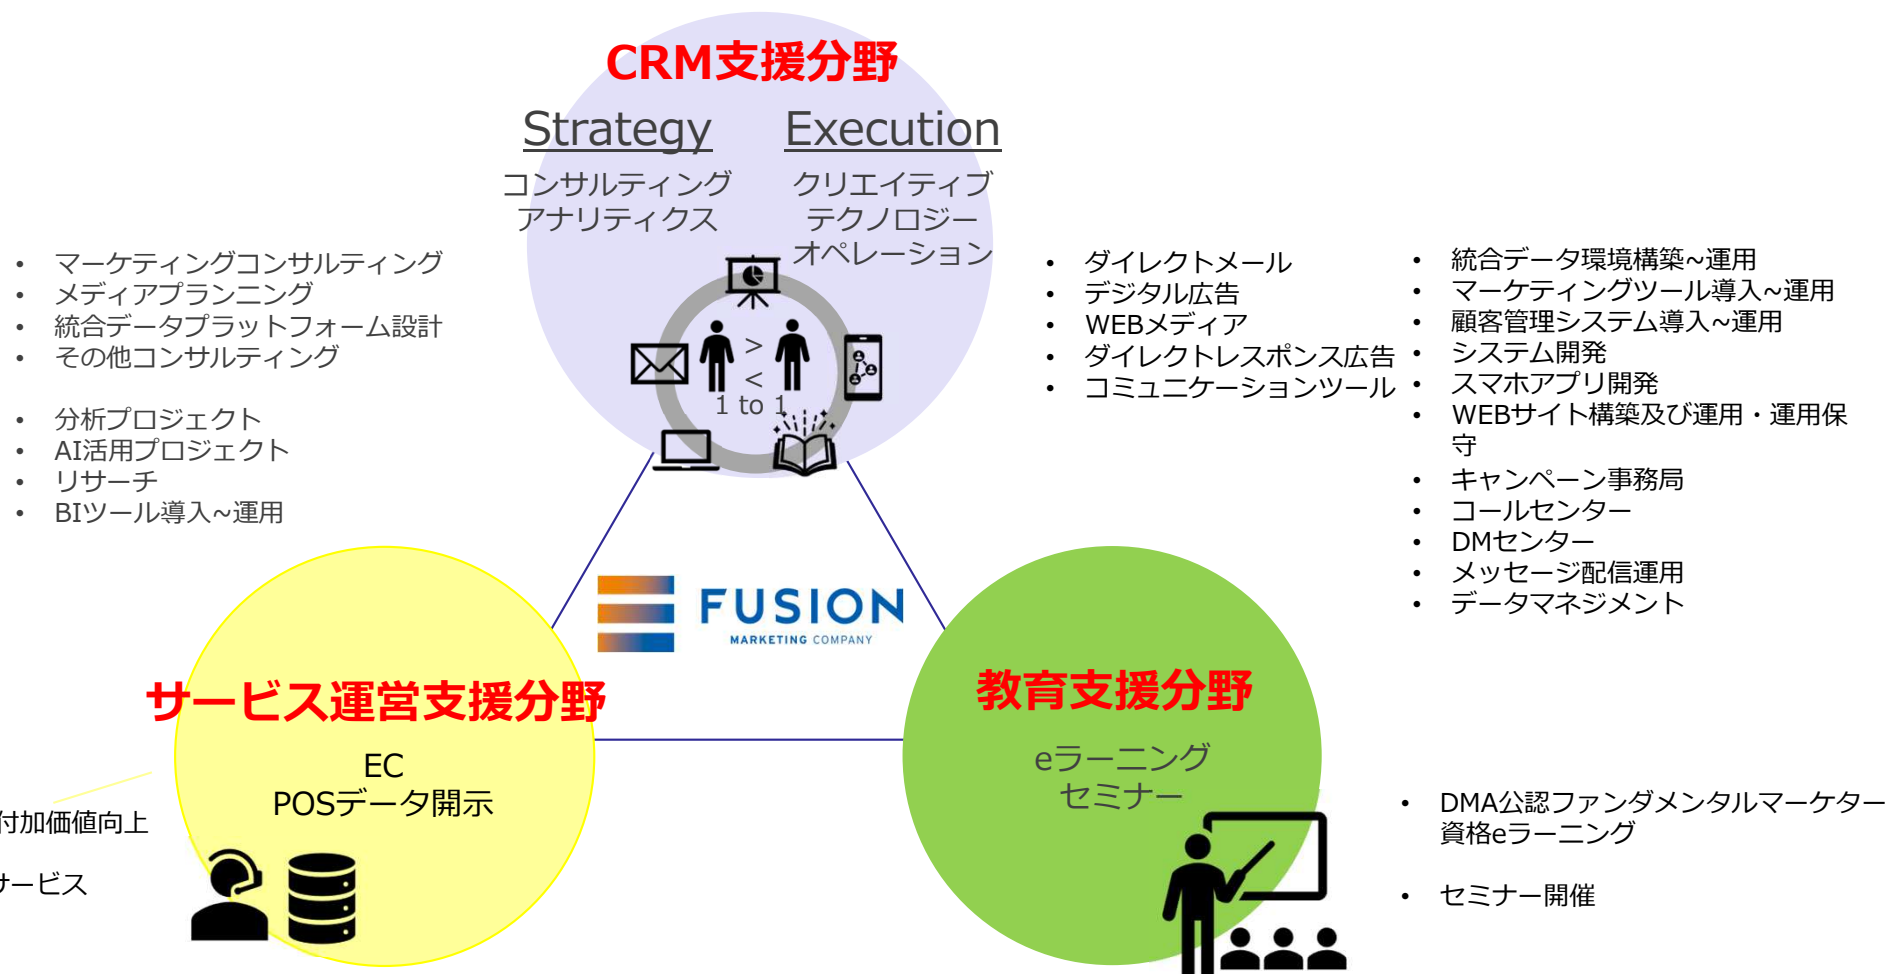 CRM支援分野
Strategy
コンサルティング
アナリティクス
Execution
クリエイティブ
テクノロジー
オペレーション
>
<
1 to 1
• マーケティングコンサルティング
• メディアプランニング
• 統合データプラットフォーム設計
• その他コンサルティング
• 分析プロジェクト
• AI活用プロジェクト
• リサーチ
• BIツール導入~運用
• ダイレクトメール
• デジタル広告
• WEBメディア
• ダイレクトレスポンス広告
• コミュニケーションツール
• 統合データ環境構築~運用
• マーケティングツール導入~運用
• 顧客管理システム導入~運用
• システム開発
• スマホアプリ開発
• WEBサイト構築及び運用・運用保
守
• キャンペーン事務局
• コールセンター
• DMセンター
• メッセージ配信運用
• データマネジメント
FUSION
MARKETING COMPANY
サービス運営支援分野
EC
POSデータ開示
付加価値向上
サービス
教育支援分野
eラーニング
セミナー
• DMA公認ファンダメンタルマーケター
資格eラーニング
• セミナー開催